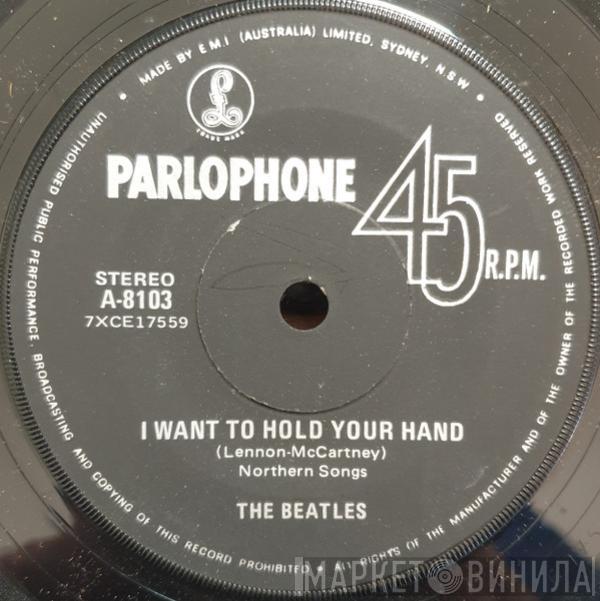 MADE BY E.M.I (AUSTRALIA) LIMITED. SYDNEY, N.S.W.
£
TRADE MARK
PARLOPHONE
45
R.P.M.
STEREO
A-8103
7XCE17559
I WANT TO HOLD YOUR HAND
(Lennon-McCartney)
Northern Songs
THE BEATLES
UNAUTHORISED PUBLIC PERFORMANCE, BROADCASTING AND COPYING OF THIS RECORD PROHIBITED • ALL RIGHTS OF THE MANUFACTURER AND OF THE OWNER OF THE RECORDED WORK RESERVED
МАРКЕТ ВИНИЛА